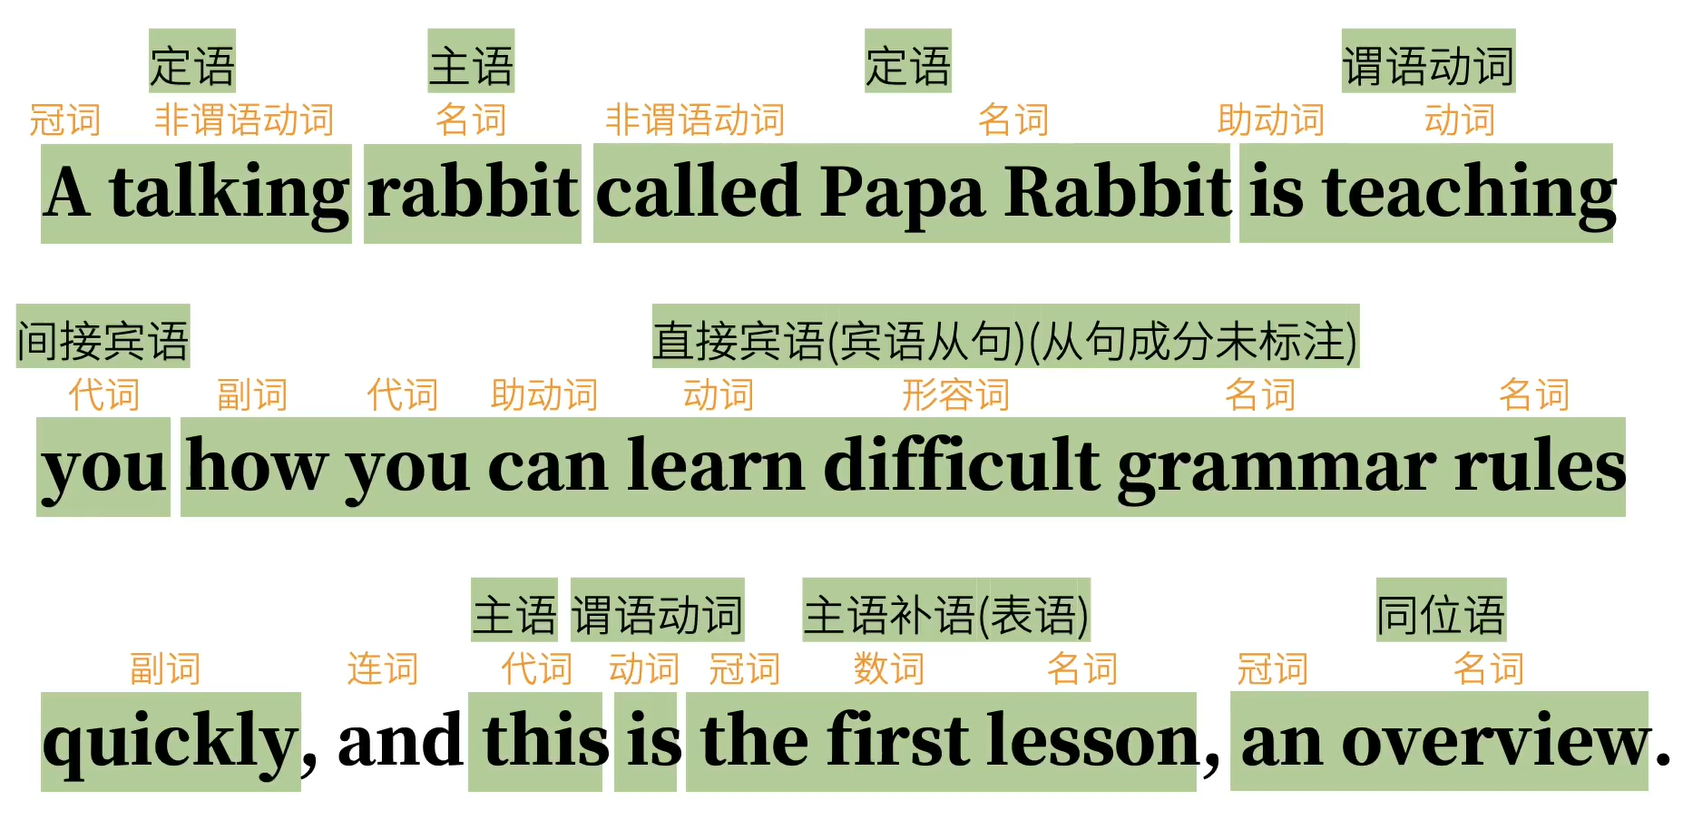 定语 主语 定语 谓语动词
冠词 非谓语动词 名词 非谓语动词 名词 助动词 动词
A talking rabbit called Papa Rabbit is teaching
间接宾语 直接宾语(宾语从句)(从句成分未标注)
代词 副词 代词 助动词 动词 形容词 名词 名词
you how you can learn difficult grammar rules
主语 谓语动词 主语补语(表语) 同位语
副词 连词 代词 动词 冠词 数词 名词 冠词 名词
quickly, and this is the first lesson, an overview.